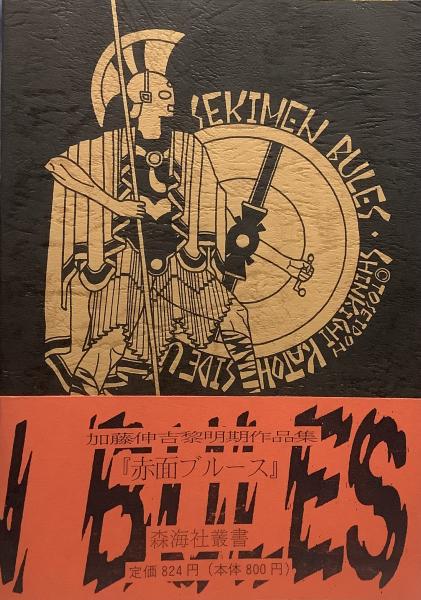 SEKIMEN BULES・
©TOSEIDOH
SHINKICHI KATOH
SIDE U
BULES
加藤伸吉黎明期作品集
『赤面ブルース』
森海社叢書
定価824円（本体800円）